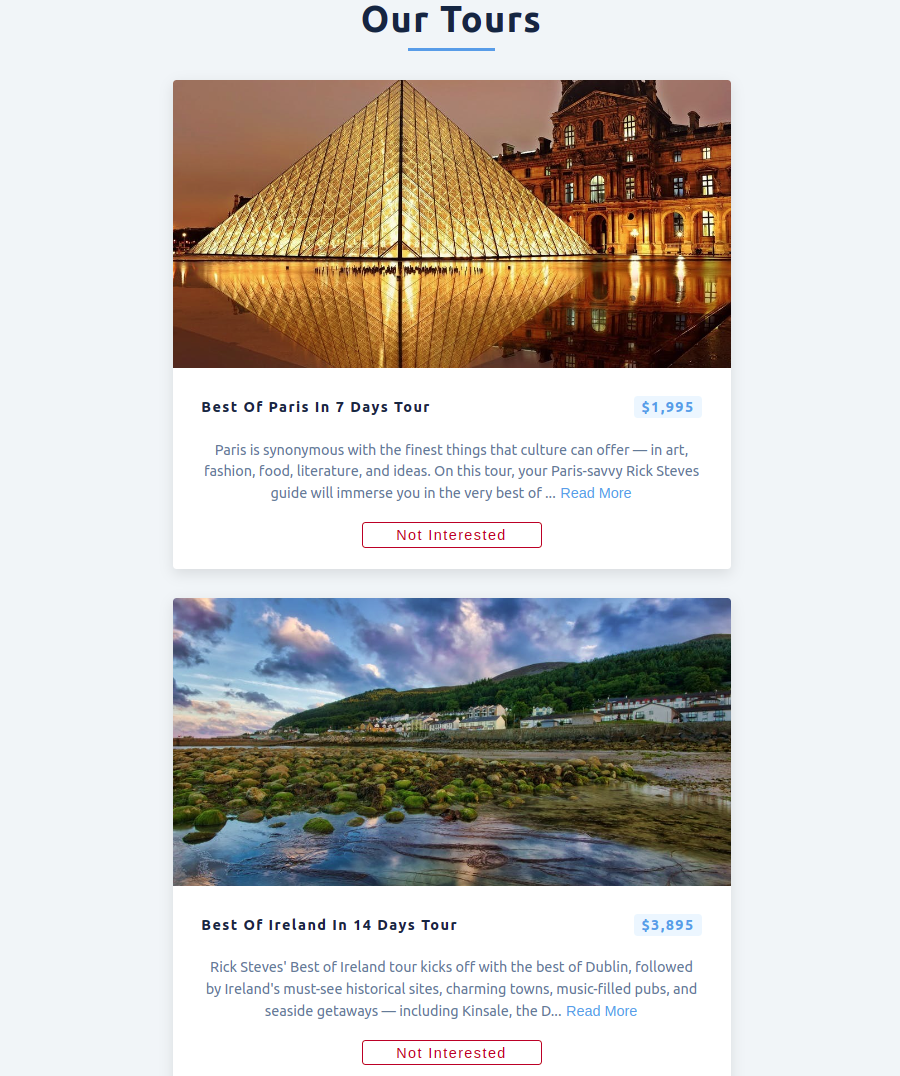 Our Tours
Best Of Paris In 7 Days Tour
$1,995
Paris is synonymous with the finest things that culture can offer — in art,
fashion, food, literature, and ideas. On this tour, your Paris-savvy Rick Steves
guide will immerse you in the very best of ... Read More
Not Interested
Best Of Ireland In 14 Days Tour
$3,895
Rick Steves' Best of Ireland tour kicks off with the best of Dublin, followed
by Ireland's must-see historical sites, charming towns, music-filled pubs, and
seaside getaways — including Kinsale, the D... Read More
Not Interested